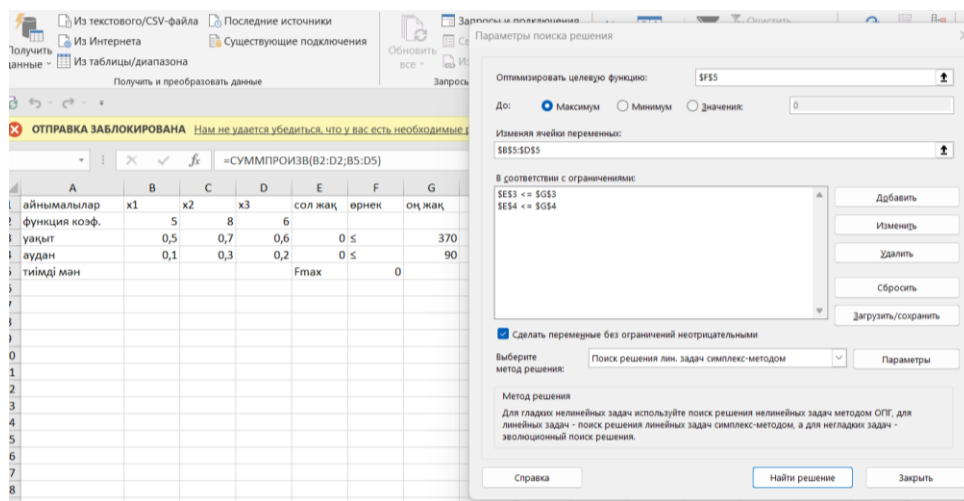 Из текстового/CSV-файла Последние источники
Получить Из Интернета Существующие подключения
данные Из таблицы/диапазона
Обновить
все
Получить и преобразовать данные
Запросы и подключения
Очистить
ОТПРАВКА ЗАБЛОКИРОВАНА Нам не удается убедиться, что у вас есть необходимые
fx =СУММПРОИЗВ(B2:D2;B5:D5)
A B C D E F G
айнымалылар x1 x2 x3 сол жақ өрнек оң жақ
функция коэф. 5 8 6
уақыт 0,5 0,7 0,6 0 ≤ 370
аудан 0,1 0,3 0,2 0 ≤ 90
тиімді мән Fmax 0
Параметры поиска решения
Оптимизировать целевую функцию: $F$5
До: Максимум Минимум Значения: 0
Изменяя ячейки переменных:
$B$5:$D$5
В соответствии с ограничениями:
$E$3 <= $G$3
$E$4 <= $G$4
Добавить
Изменить
Удалить
Сбросить
Загрузить/сохранить
Сделать переменные без ограничений неотрицательными
Выберите
метод решения:
Поиск решения лин. задач симплекс-методом
Параметры
Метод решения
Для гладких нелинейных задач используйте поиск решения нелинейных задач методом ОПГ, для
линейных задач - поиск решения линейных задач симплекс-методом, а для негладких задач -
эволюционный поиск решения.
Справка Найти решение Закрыть